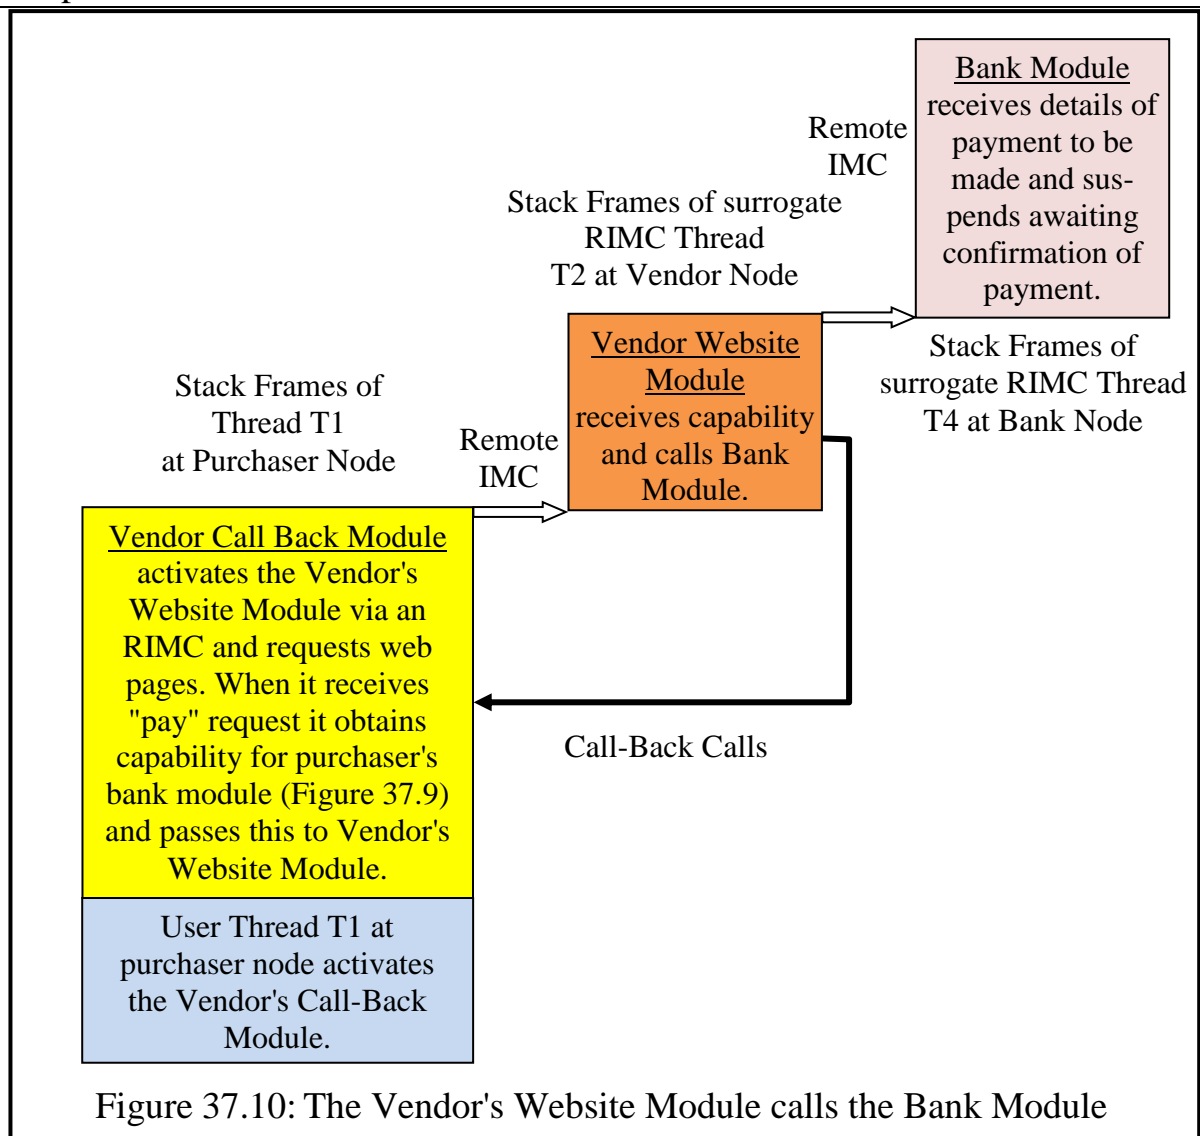 Bank Module
receives details of
payment to be
made and sus-
pends awaiting
confirmation of
payment.
Remote
IMC
Stack Frames of surrogate
RIMC Thread
T2 at Vendor Node
Stack Frames of
surrogate RIMC Thread
T4 at Bank Node
Vendor Website
Module
receives capability
and calls Bank
Module.
Stack Frames of
Thread T1
at Purchaser Node
Remote
IMC
Vendor Call Back Module
activates the Vendor's
Website Module via an
RIMC and requests web
pages. When it receives
"pay" request it obtains
capability for purchaser's
bank module (Figure 37.9)
and passes this to Vendor's
Website Module.
Call-Back Calls
User Thread T1 at
purchaser node activates
the Vendor's Call-Back
Module.
Figure 37.10: The Vendor's Website Module calls the Bank Module